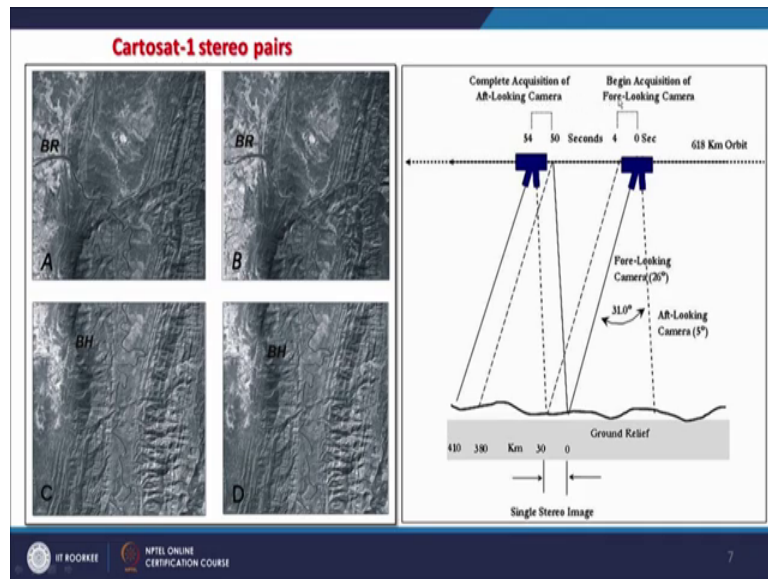 Cartosat-1 stereo pairs
BR
A
BR
B
BH
C
BH
D
Complete Acquisition of
Aft-Looking Camera
Begin Acquisition of
Fore-Looking Camera
54 50 Seconds 4 0 Sec
618 Km Orbit
Fore-Looking
Camera (26°)
31.0°
Aft-Looking
Camera (5°)
Ground Relief
410 380 Km 30 0
Single Stereo Image
IIT ROORKEE
NPTEL ONLINE
CERTIFICATION COURSE
7